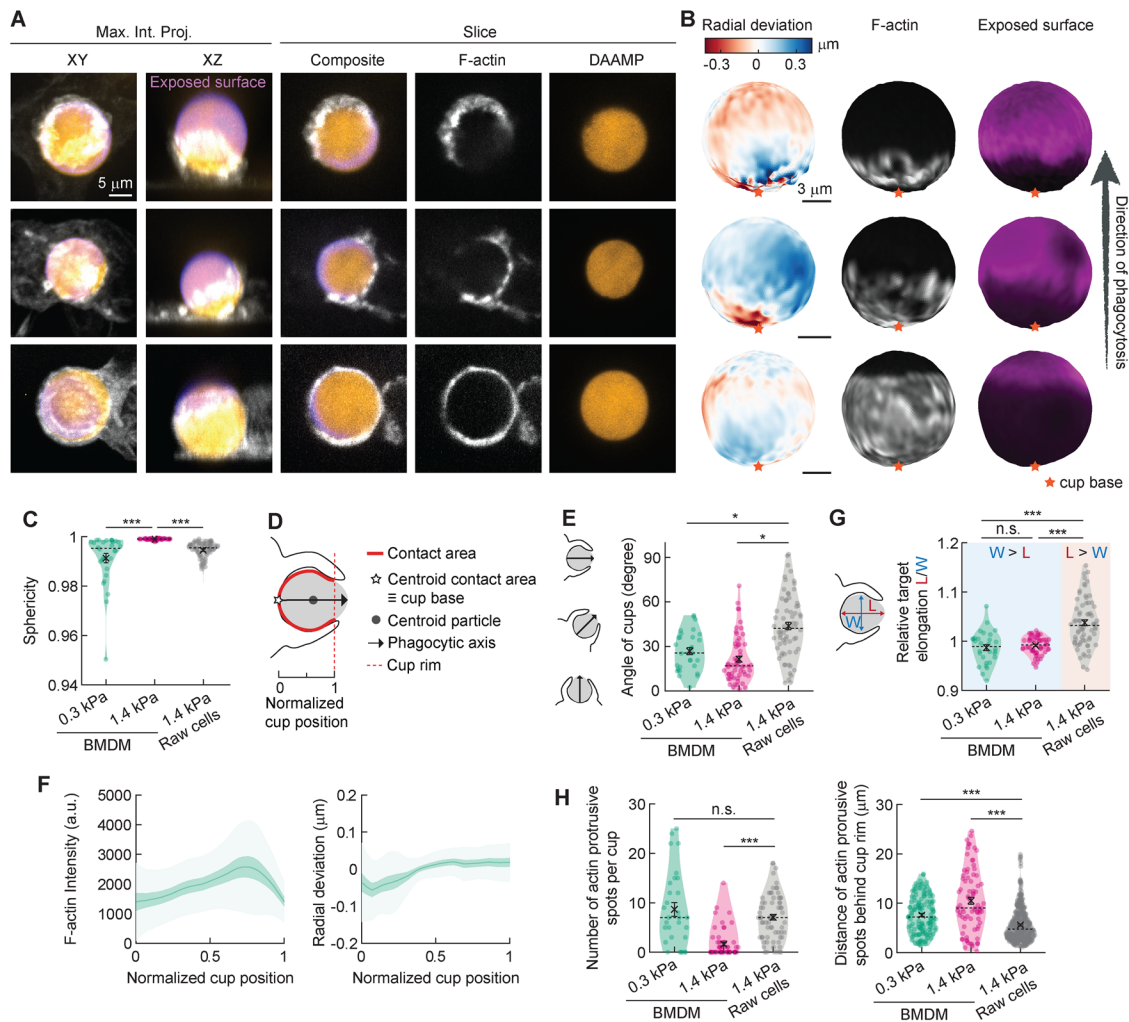 A
Max. Int. Proj.
Slice
XY
XZ
Composite
F-actin
DAAMP
Exposed surface
5 μm
B
Radial deviation
F-actin
Exposed surface
μm
-0.3
0
0.3
3 μm
Direction of phagocytosis
cup base
C
Sphericity
1
0.98
0.96
0.94
***
***
0.3 kPa
1.4 kPa
1.4 kPa
Raw cells
BMDM
D
Contact area
Centroid contact area
≡ cup base
Centroid particle
Phagocytic axis
Cup rim
0
1
Normalized
cup position
E
Angle of cups (degree)
90
60
30
0
*
*
0.3 kPa
1.4 kPa
1.4 kPa
Raw cells
BMDM
G
L
W
Relative target
elongation L/W
1.2
1.1
1
0.9
***
n.s.
***
W > L
L > W
0.3 kPa
1.4 kPa
1.4 kPa
Raw cells
BMDM
F
F-actin Intensity (a.u.)
5000
4000
3000
2000
1000
0
0
0.5
1
Normalized cup position
Radial deviation (μm)
0.2
0.1
0
-0.1
-0.2
0
0.5
1
Normalized cup position
H
Number of actin protrusive
spots per cup
30
20
10
0
n.s.
***
0.3 kPa
1.4 kPa
1.4 kPa
Raw cells
BMDM
Distance of actin prorusive
spots behind cup rim (μm)
30
20
10
0
***
***
0.3 kPa
1.4 kPa
1.4 kPa
Raw cells
BMDM